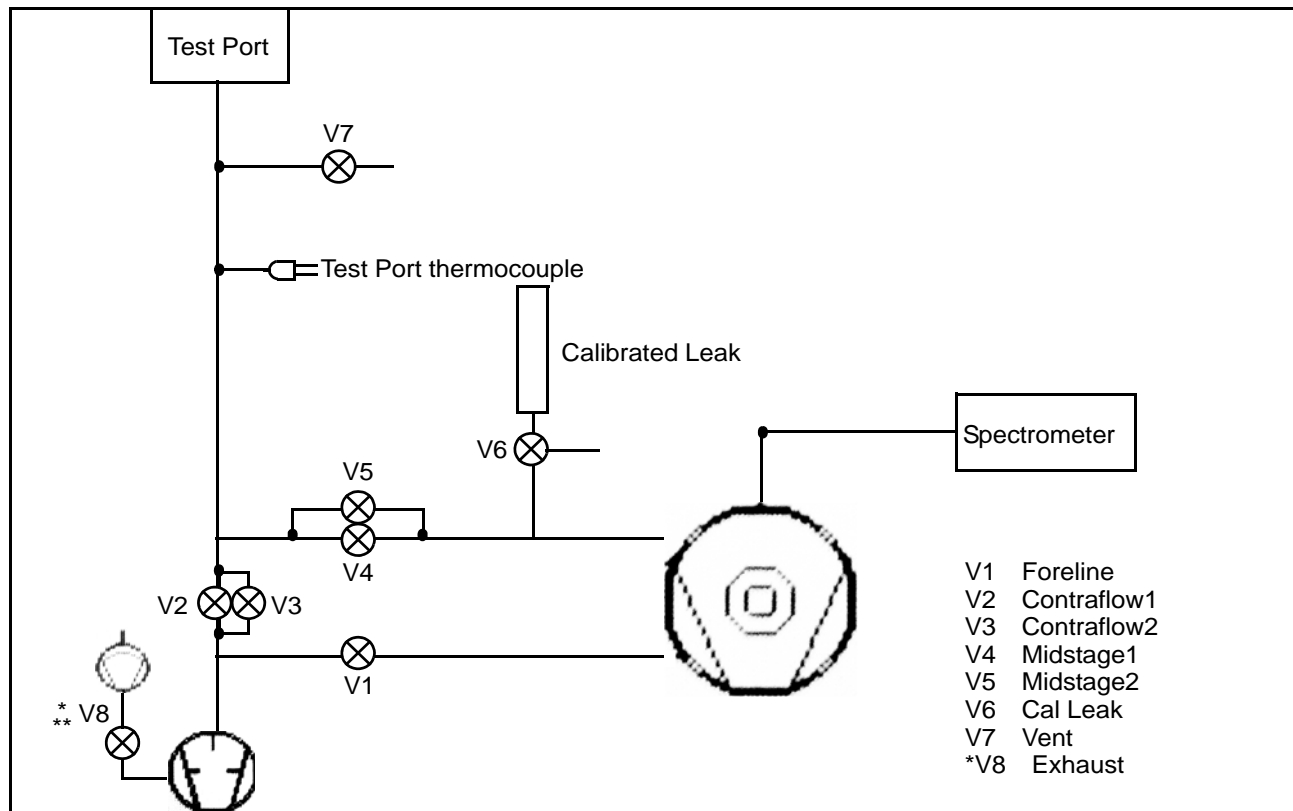 Test Port
V7
Test Port thermocouple
Calibrated Leak
V6
Spectrometer
V5
V4
V2
V3
V1
*
** V8
V1 Foreline
V2 Contraflow1
V3 Contraflow2
V4 Midstage1
V5 Midstage2
V6 Cal Leak
V7 Vent
*V8 Exhaust